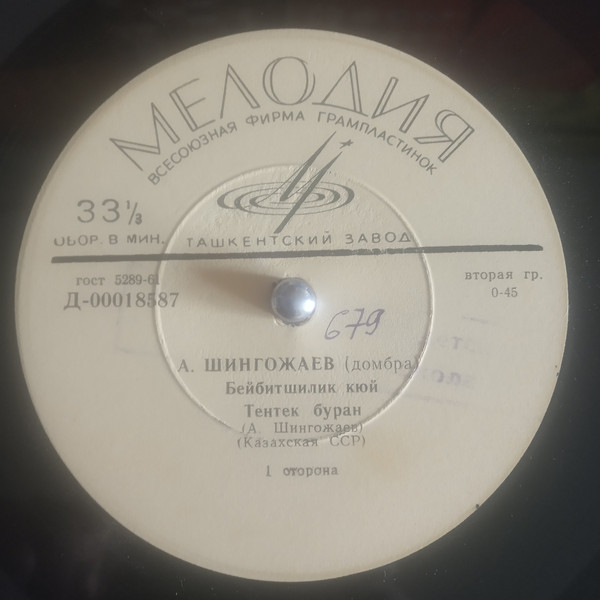 МЕЛОДИЯ
ВСЕСОЮЗНАЯ ФИРМА ГРАМПЛАСТИНОК
33⅓
ОБОР. В МИН. ТАШКЕНТСКИЙ ЗАВОД
гост 5289-61 вторая гр.
Д-00018587 0-45
679
А. ШИНГОЖАЕВ (домбра)
Бейбитшилик кюй
Тентек буран
(А. Шингожаев)
(Казахская ССР)
1 сторона